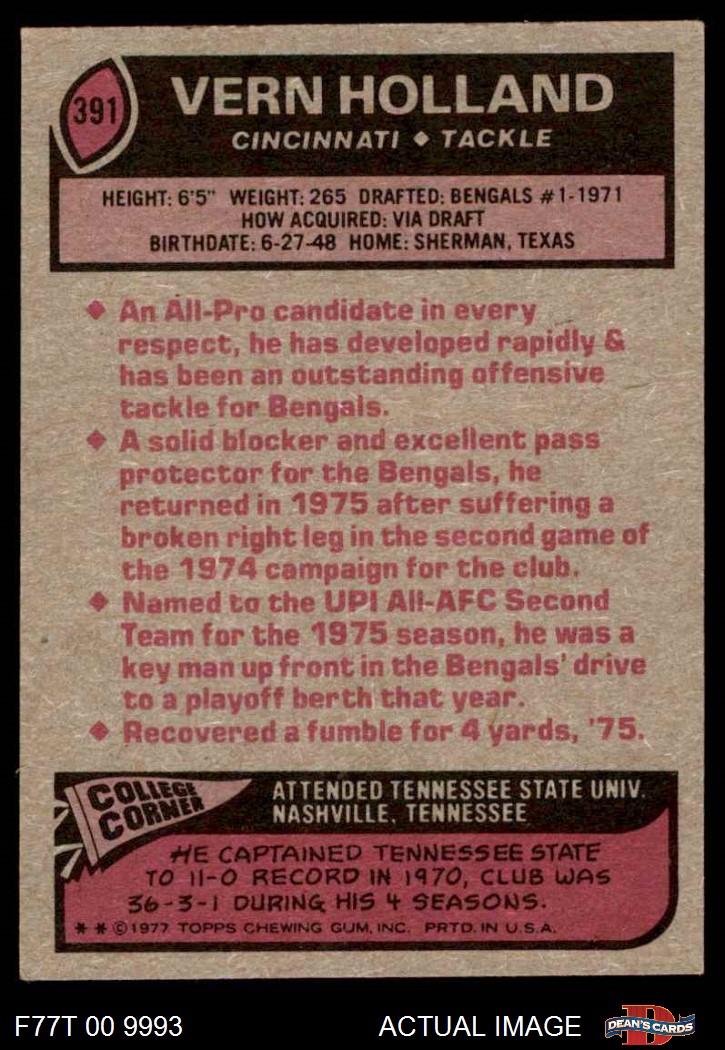 391
VERN HOLLAND
CINCINNATI ♦ TACKLE
HEIGHT: 6'5" WEIGHT: 265 DRAFTED: BENGALS #1-1971
HOW ACQUIRED: VIA DRAFT
BIRTHDATE: 6-27-48 HOME: SHERMAN, TEXAS
♦ An All-Pro candidate in every
respect, he has developed rapidly &
has been an outstanding offensive
tackle for Bengals.
♦ A solid blocker and excellent pass
protector for the Bengals, he
returned in 1975 after suffering a
broken right leg in the second game of
the 1974 campaign for the club.
♦ Named to the UPI All-AFC Second
Team for the 1975 season, he was a
key man up front in the Bengals' drive
to a playoff berth that year.
♦ Recovered a fumble for 4 yards, '75.
COLLEGE
CORNER
ATTENDED TENNESSEE STATE UNIV.
NASHVILLE, TENNESSEE
HE CAPTAINED TENNESSEE STATE
TO 11-0 RECORD IN 1970, CLUB WAS
36-3-1 DURING HIS 4 SEASONS.
* * © 1977 TOPPS CHEWING GUM, INC. PRTD. IN U.S.A.
F77T 00 9993 ACTUAL IMAGE
D
DEAN'S CARDS